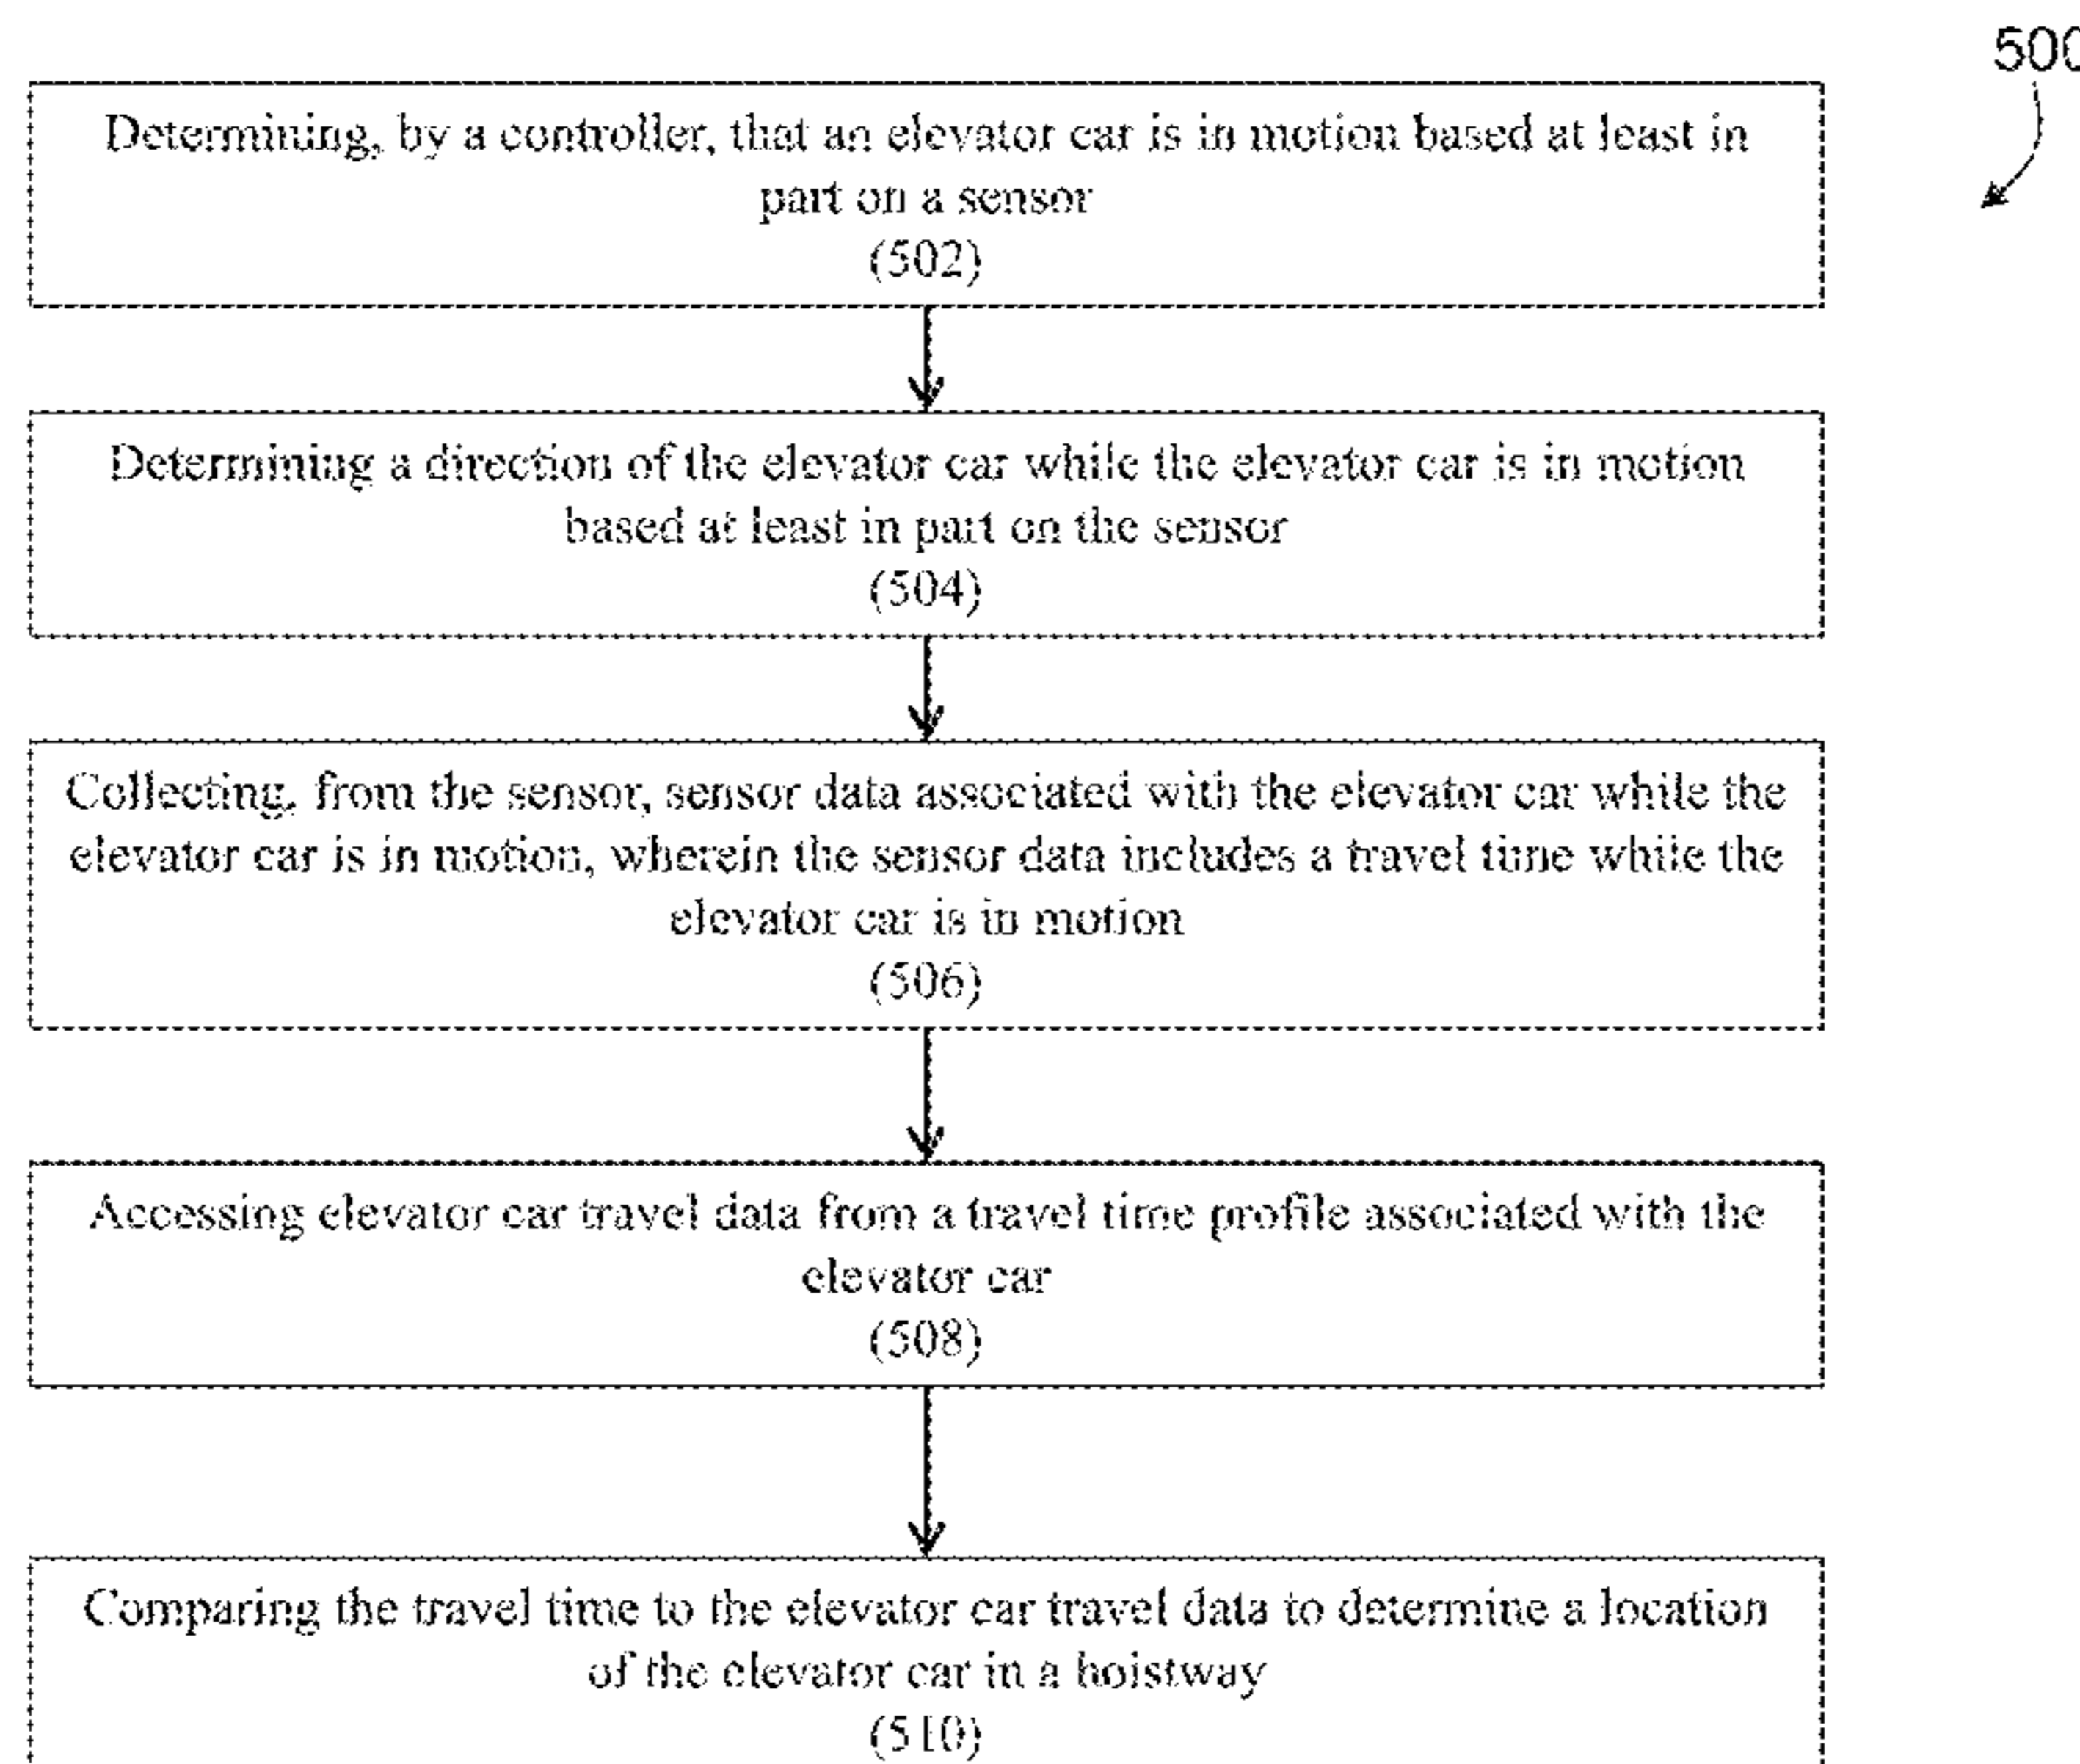 500
Determining, by a controller, that an elevator car is in motion based at least in
part on a sensor
(502)
Determining a direction of the elevator car while the elevator car is in motion
based at least in part on the sensor
(504)
Collecting, from the sensor, sensor data associated with the elevator car while the
elevator car is in motion, wherein the sensor data includes a travel time while the
elevator car is in motion
(506)
Accessing elevator car travel data from a travel time profile associated with the
elevator car
(508)
Comparing the travel time to the elevator car travel data to determine a location
of the elevator car in a hoistway
(510)